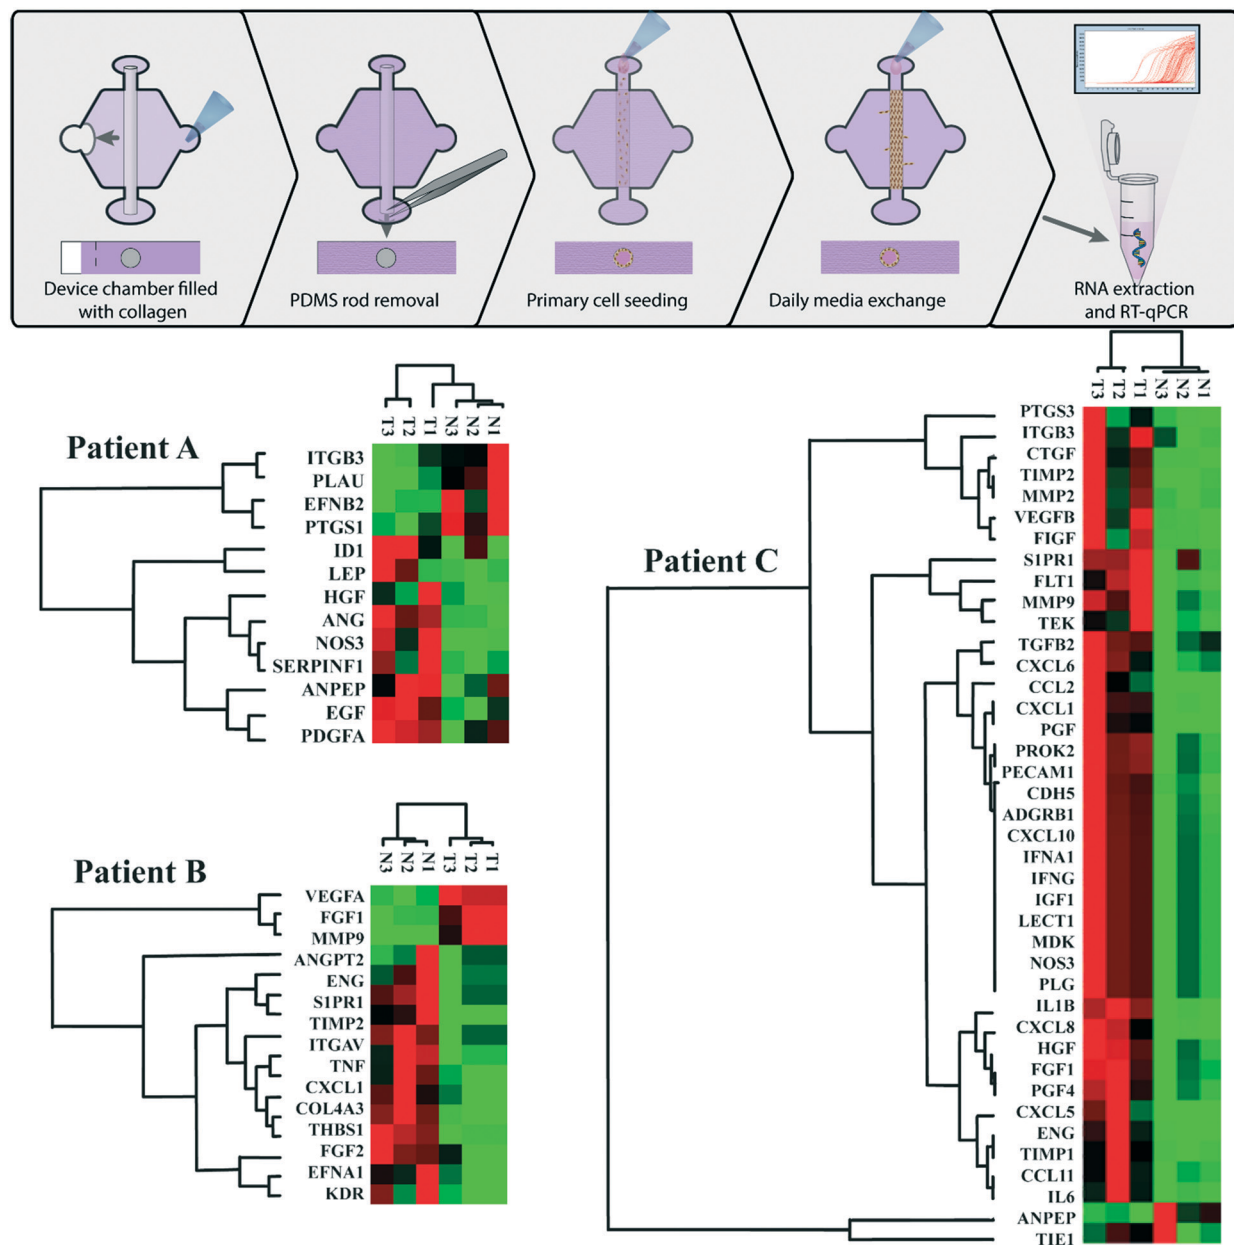 Device chamber filled
with collagen
PDMS rod removal
Primary cell seeding
Daily media exchange
RNA extraction
and RT-qPCR
Patient A
T3 T2 T1 N3 N2 N1
ITGB3
PLAU
EFNB2
PTGS1
ID1
LEP
HGF
ANG
NOS3
SERPINF1
ANPEP
EGF
PDGFA
Patient B
N3 N2 N1 T3 T2 T1
VEGFA
FGF1
MMP9
ANGPT2
ENG
S1PR1
TIMP2
ITGAV
TNF
CXCL1
COL4A3
THBS1
FGF2
EFNA1
KDR
Patient C
T3 T2 T1 N3 N2 N1
PTGS3
ITGB3
CTGF
TIMP2
MMP2
VEGFB
FIGF
S1PR1
FLT1
MMP9
TEK
TGFB2
CXCL6
CCL2
CXCL1
PGF
PROK2
PECAM1
CDH5
ADGRB1
CXCL10
IFNA1
IFNG
IGF1
LECT1
MDK
NOS3
PLG
IL1B
CXCL8
HGF
FGF1
PGF4
CXCL5
ENG
TIMP1
CCL11
IL6
ANPEP
TIE1